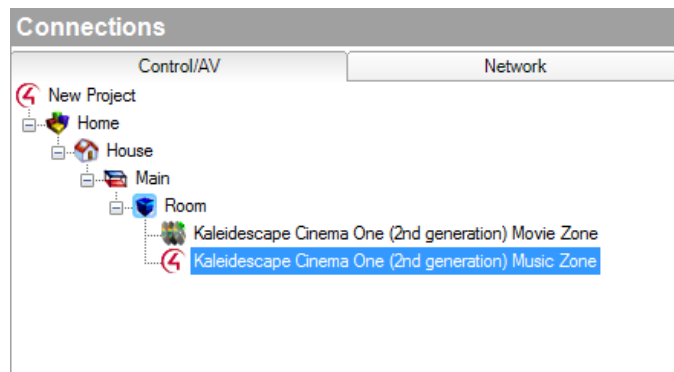 Connections
Control/AV Network
New Project
Home
House
Main
Room
Kaleidescape Cinema One (2nd generation) Movie Zone
Kaleidescape Cinema One (2nd generation) Music Zone